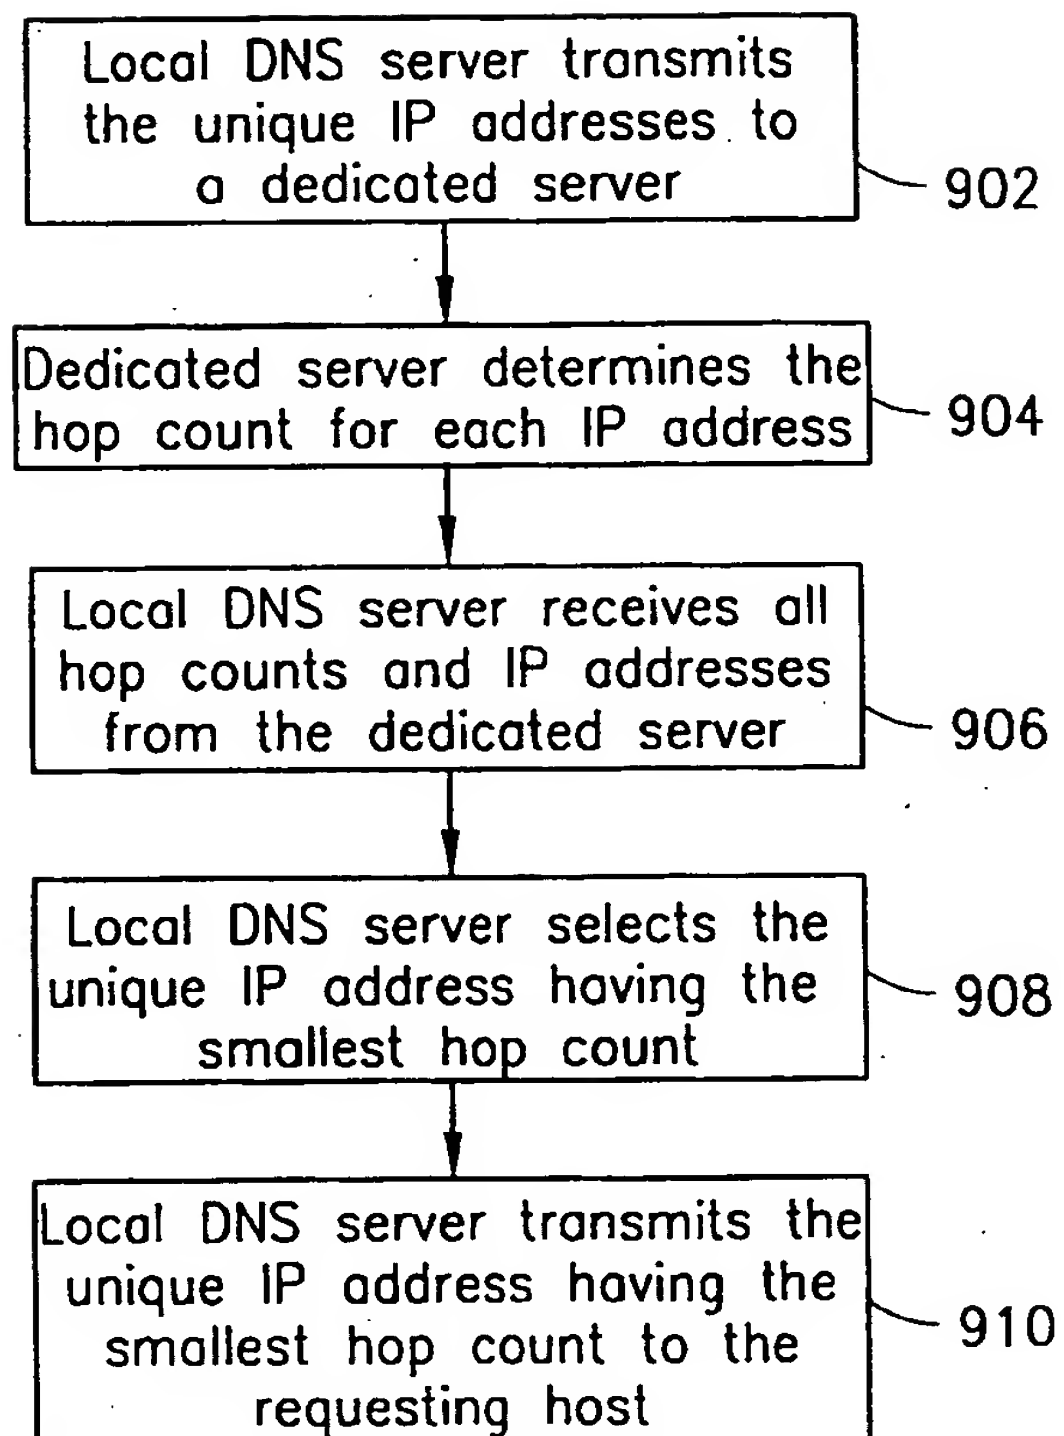 Local DNS server transmits
the unique IP addresses to
a dedicated server
902
Dedicated server determines the
hop count for each IP address
904
Local DNS server receives all
hop counts and IP addresses
from the dedicated server
906
Local DNS server selects the
unique IP address having the
smallest hop count
908
Local DNS server transmits the
unique IP address having the
smallest hop count to the
requesting host
910